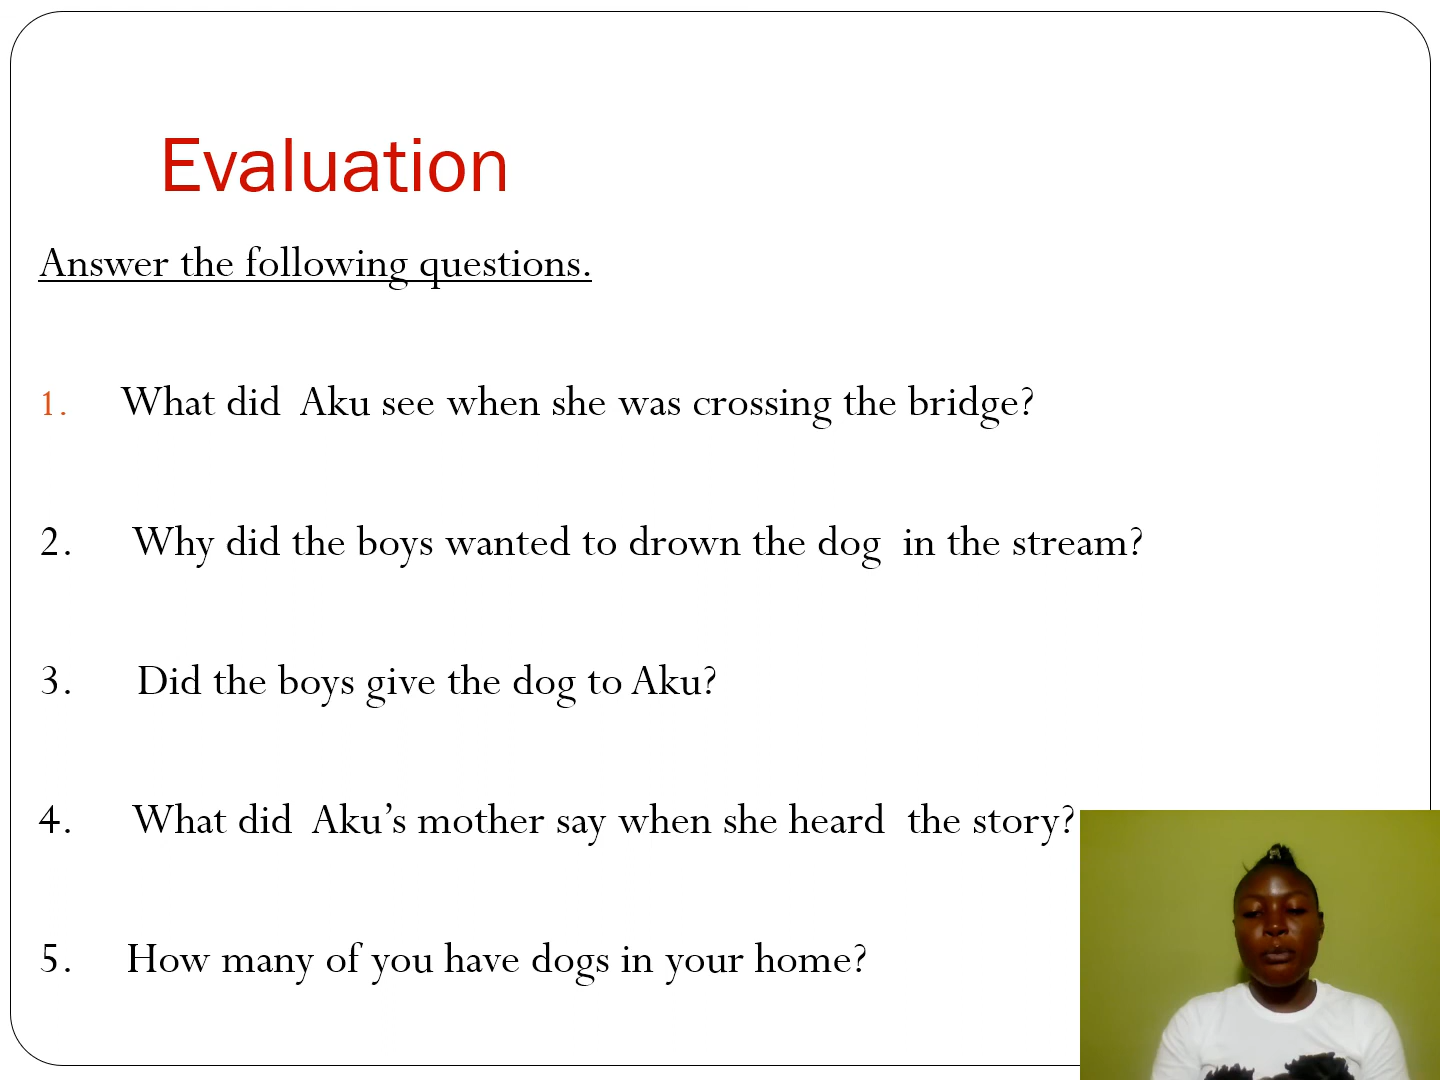 Evaluation
Answer the following questions.
1. What did Aku see when she was crossing the bridge?
2. Why did the boys wanted to drown the dog in the stream?
3. Did the boys give the dog to Aku?
4. What did Aku’s mother say when she heard the story?
5. How many of you have dogs in your home?